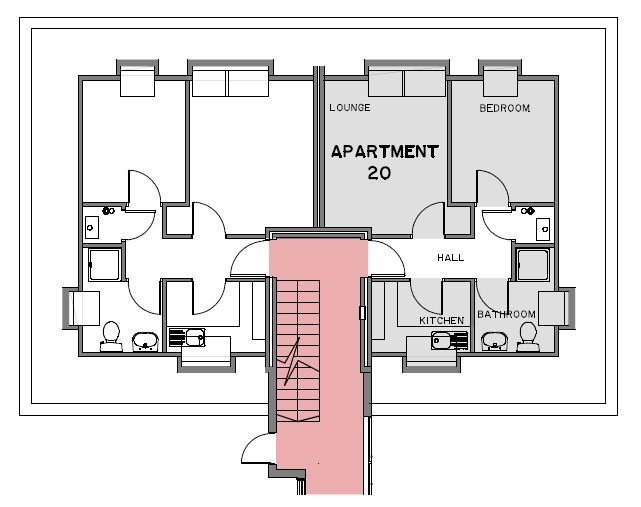 LOUNGE
BEDROOM
APARTMENT
20
HALL
KITCHEN
BATHROOM